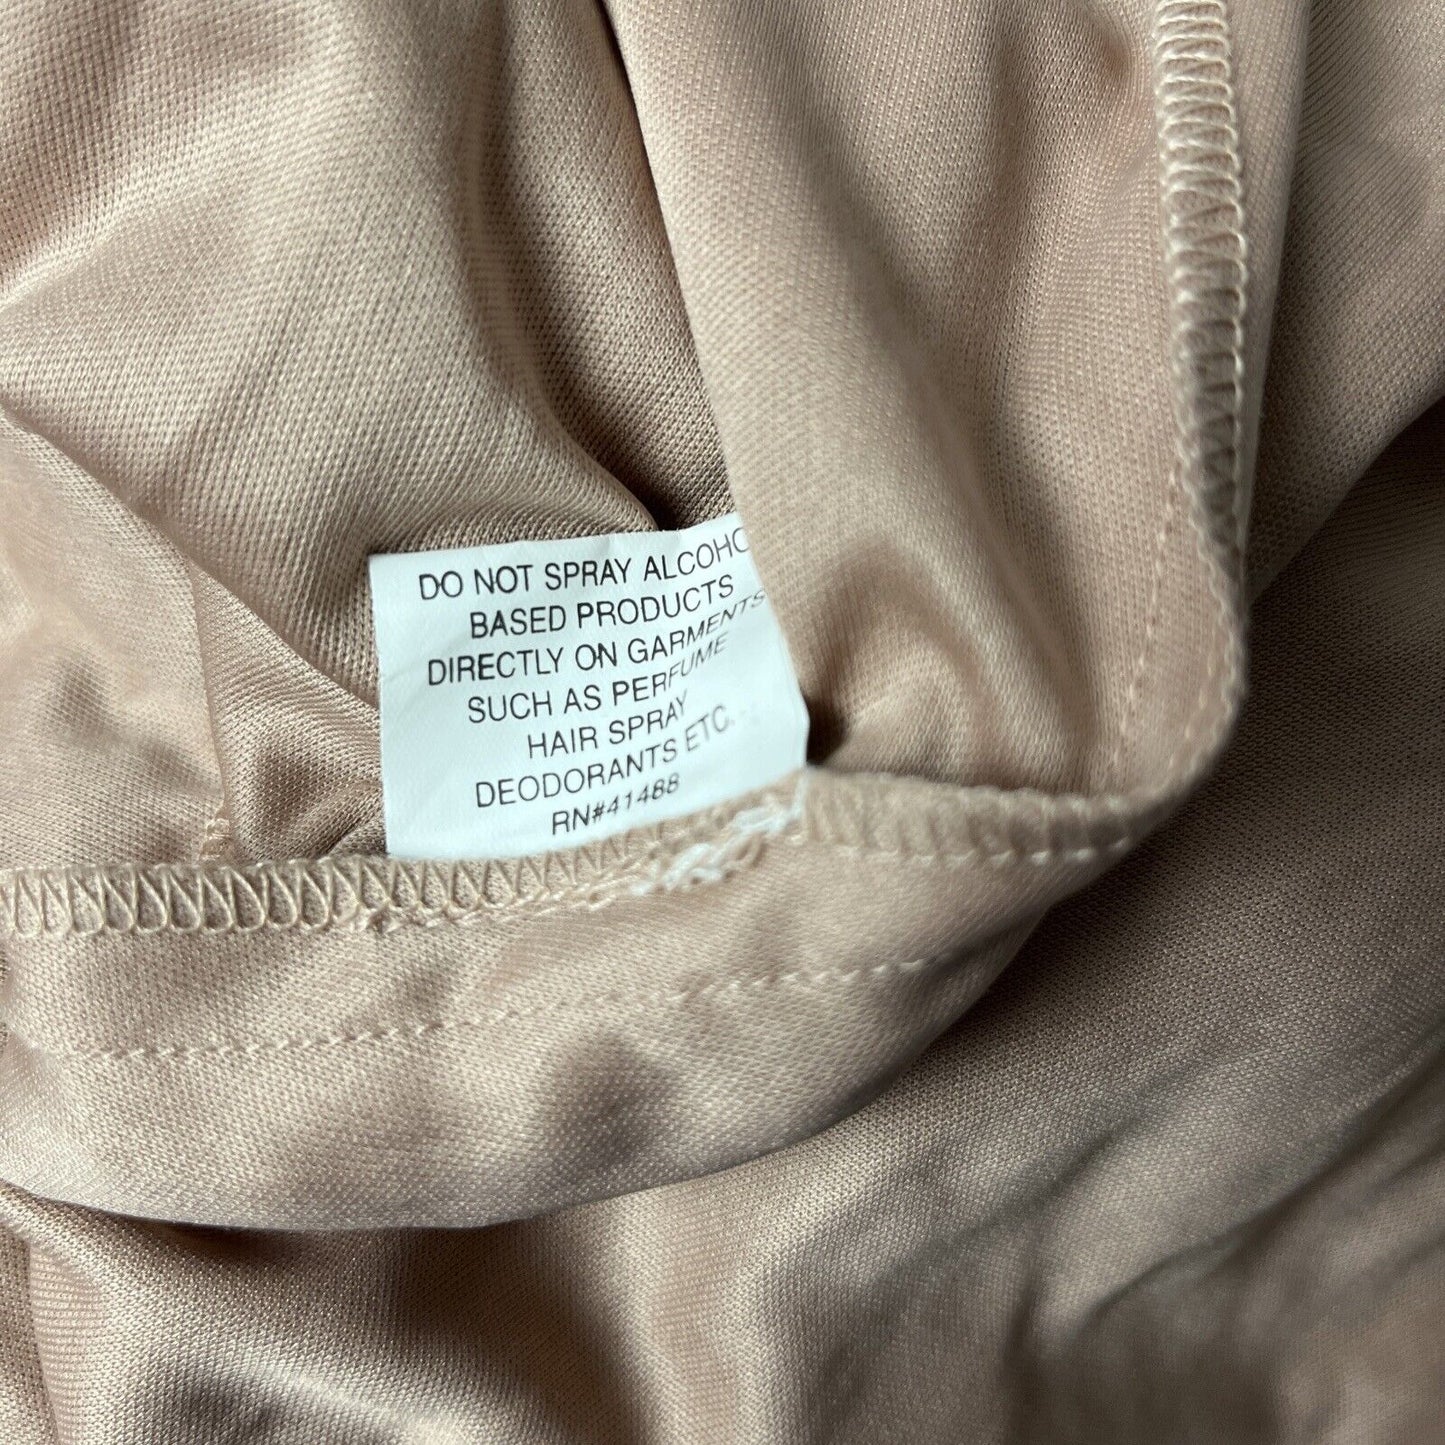 DO NOT SPRAY ALCOHO
BASED PRODUCTS
DIRECTLY ON GARMENTS
SUCH AS PERFUME
HAIR SPRAY
DEODORANTS ETC.
RN#41488